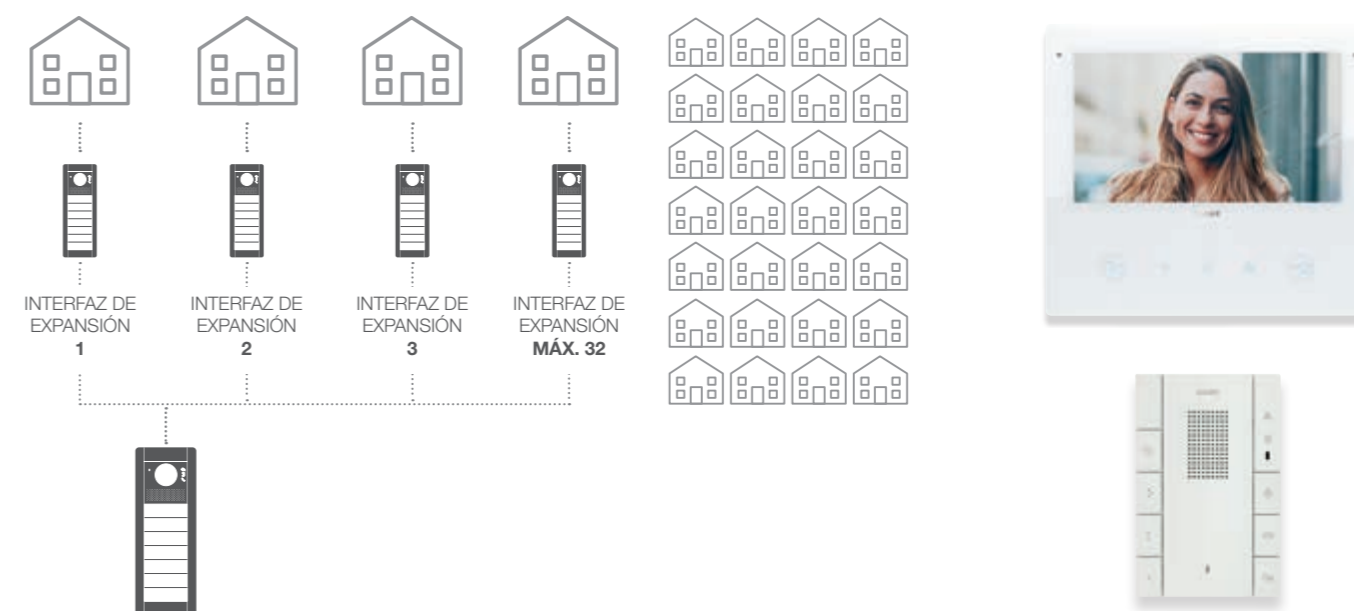 INTERFAZ DE
EXPANSIÓN
1
INTERFAZ DE
EXPANSIÓN
2
INTERFAZ DE
EXPANSIÓN
3
INTERFAZ DE
EXPANSIÓN
MÁX. 32